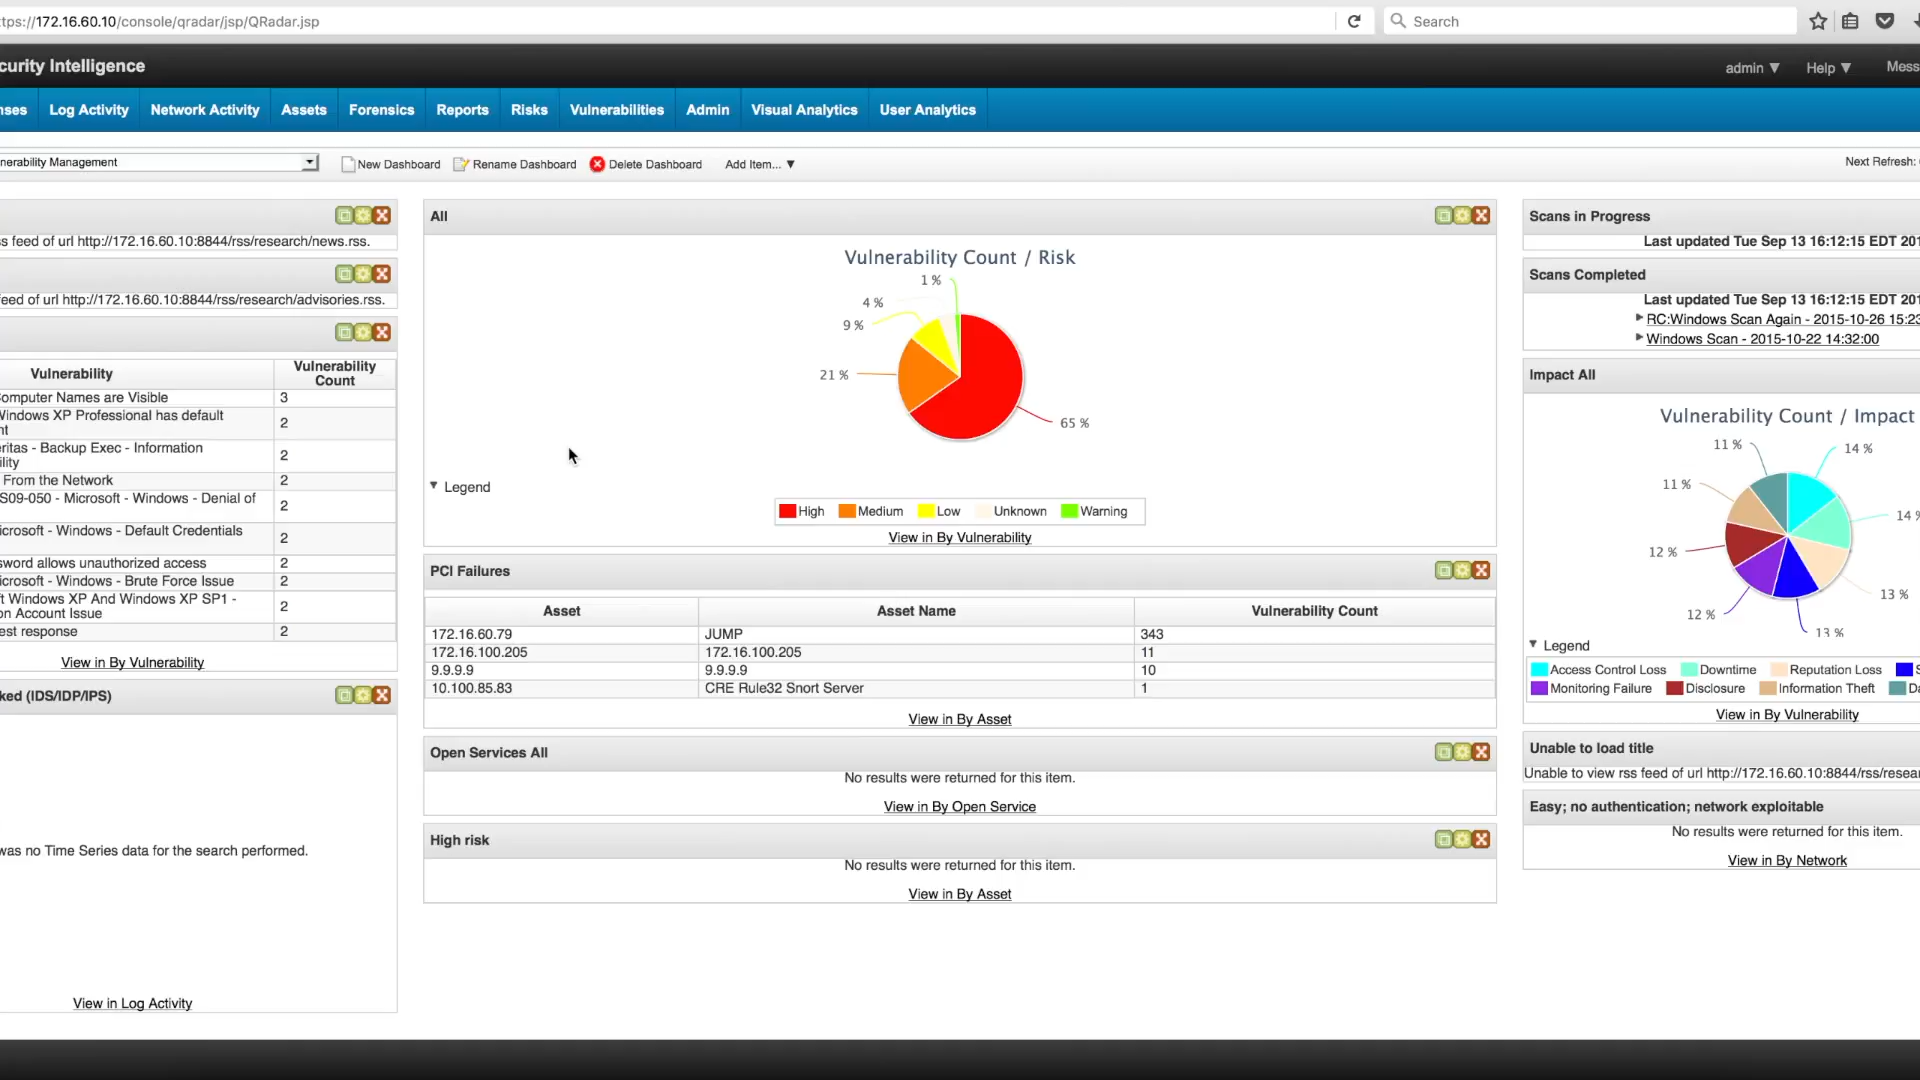 tps://172.16.60.10/console/qradar/jsp/QRadar.jsp
Search
curity Intelligence
admin ▼
Help ▼
Mess
nses
Log Activity
Network Activity
Assets
Forensics
Reports
Risks
Vulnerabilities
Admin
Visual Analytics
User Analytics
nerability Management
New Dashboard
Rename Dashboard
Delete Dashboard
Add Item... ▼
Next Refresh:
s feed of url http://172.16.60.10:8844/rss/research/news.rss.
eed of url http://172.16.60.10:8844/rss/research/advisories.rss.
Vulnerability
Vulnerability
Count
omputer Names are Visible
3
Windows XP Professional has default
nt
2
eritas - Backup Exec - Information
ility
2
From the Network
2
S09-050 - Microsoft - Windows - Denial of
2
icrosoft - Windows - Default Credentials
2
sword allows unauthorized access
2
icrosoft - Windows - Brute Force Issue
2
ft Windows XP And Windows XP SP1 -
on Account Issue
2
est response
2
View in By Vulnerability
ked (IDS/IDP/IPS)
was no Time Series data for the search performed.
View in Log Activity
All
Vulnerability Count / Risk
1 %
4 %
9 %
21 %
65 %
Legend
High
Medium
Low
Unknown
Warning
View in By Vulnerability
PCI Failures
Asset
Asset Name
Vulnerability Count
172.16.60.79
JUMP
343
172.16.100.205
172.16.100.205
11
9.9.9.9
9.9.9.9
10
10.100.85.83
CRE Rule32 Snort Server
1
View in By Asset
Open Services All
No results were returned for this item.
View in By Open Service
High risk
No results were returned for this item.
View in By Asset
Scans in Progress
Last updated Tue Sep 13 16:12:15 EDT 201
Scans Completed
Last updated Tue Sep 13 16:12:15 EDT 201
RC:Windows Scan Again - 2015-10-26 15:23
Windows Scan - 2015-10-22 14:32:00
Impact All
Vulnerability Count / Impact
11 %
14 %
11 %
14 %
12 %
13 %
12 %
13 %
Legend
Access Control Loss
Downtime
Reputation Loss
S
Monitoring Failure
Disclosure
Information Theft
Da
View in By Vulnerability
Unable to load title
Unable to view rss feed of url http://172.16.60.10:8844/rss/resear
Easy; no authentication; network exploitable
No results were returned for this item.
View in By Network